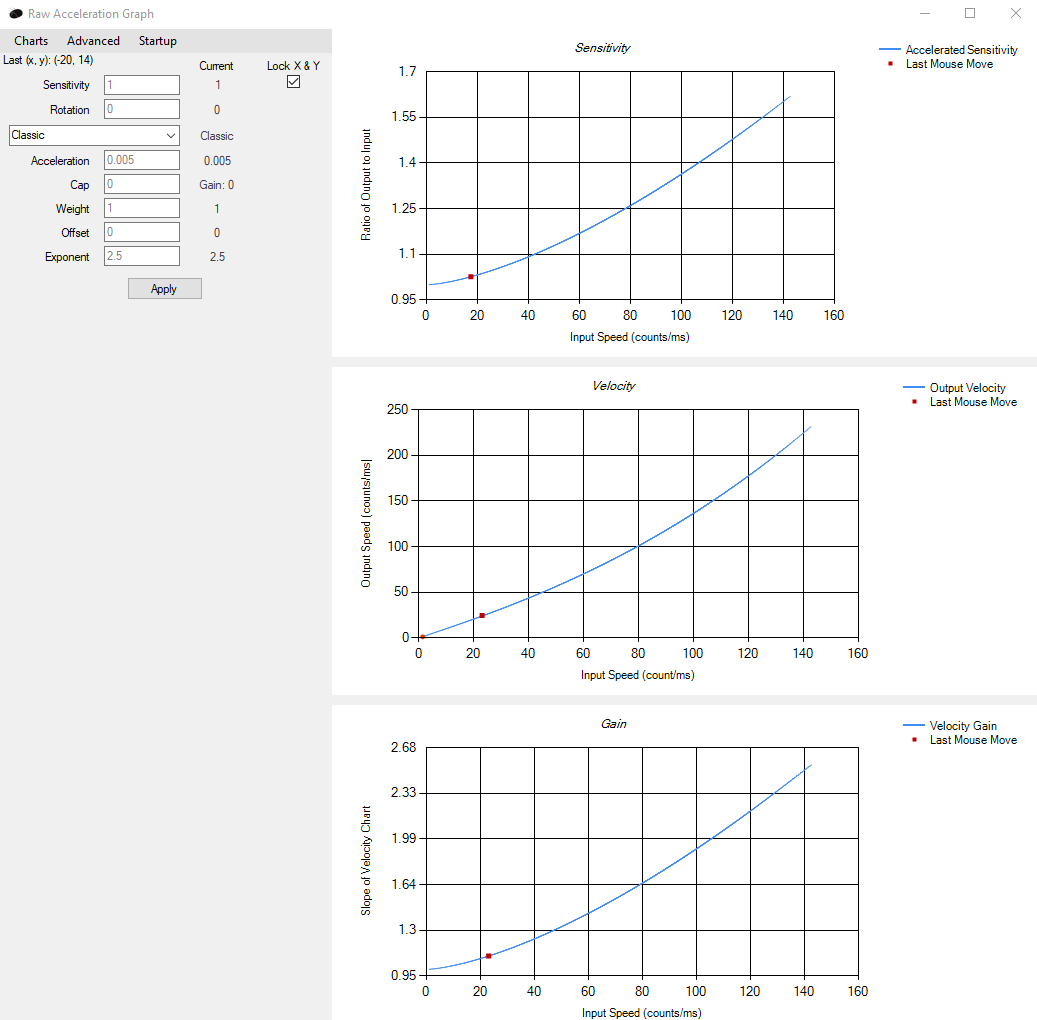 Raw Acceleration Graph
Charts Advanced Startup
Last (x, y): (-20, 14)
Current Lock X & Y
Sensitivity 1 1
Rotation 0 0
Classic Classic
Acceleration 0.005 0.005
Cap 0 Gain: 0
Weight 1 1
Offset 0 0
Exponent 2.5 2.5
Apply
Sensitivity
Accelerated Sensitivity
Last Mouse Move
Ratio of Output to Input
1.7
1.55
1.4
1.25
1.1
0.95
0 20 40 60 80 100 120 140 160
Input Speed (counts/ms)
Velocity
Output Velocity
Last Mouse Move
Output Speed (counts/ms)
250
200
150
100
50
0
0 20 40 60 80 100 120 140 160
Input Speed (count/ms)
Gain
Velocity Gain
Last Mouse Move
Slope of Velocity Chart
2.68
2.33
1.99
1.64
1.3
0.95
0 20 40 60 80 100 120 140 160
Input Speed (counts/ms)